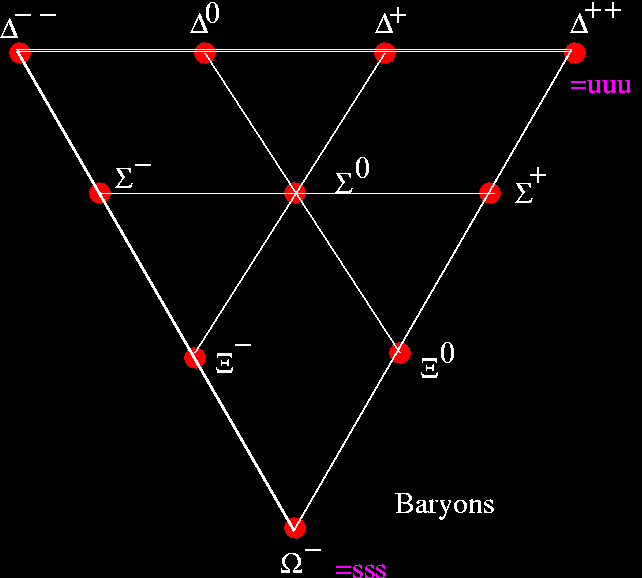 Δ⁻⁻ Δ⁰ Δ⁺ Δ⁺⁺
=uuu
Σ⁻ Σ⁰ Σ⁺
Ξ⁻ Ξ⁰
Baryons
Ω⁻ =sss